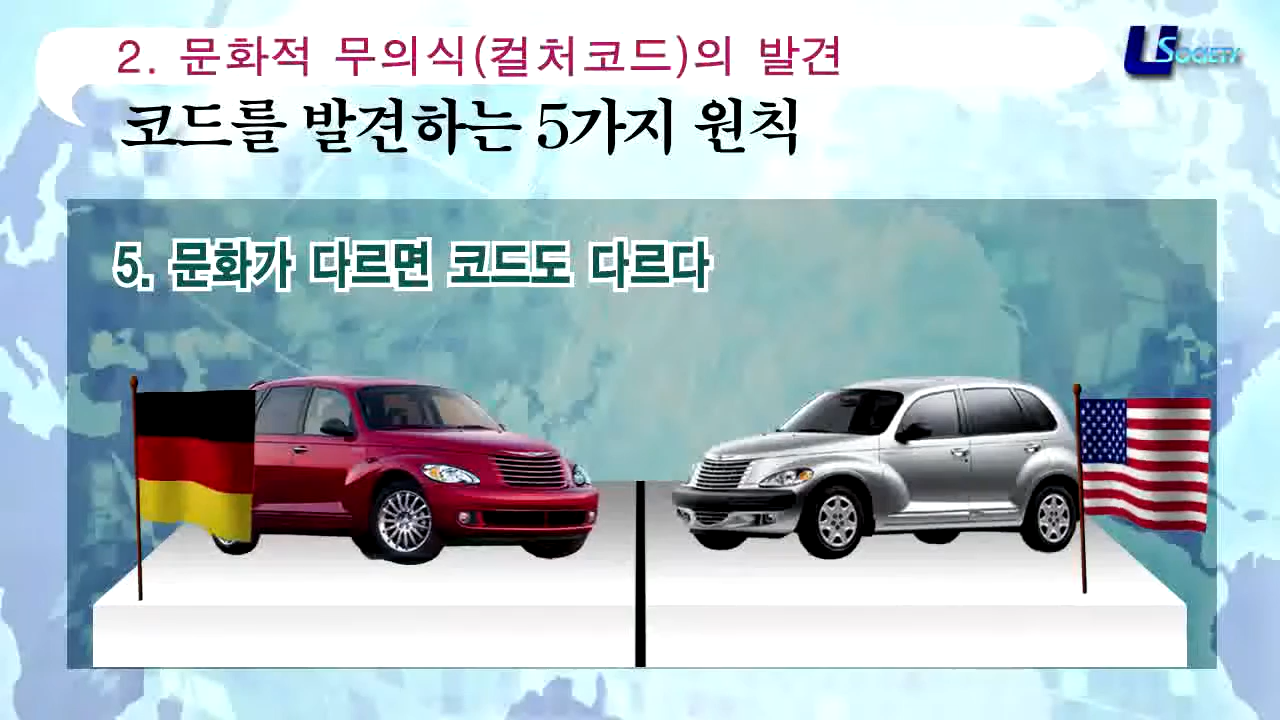 2. 문화적 무의식(컬처코드)의 발견
US SOCIETY
코드를 발견하는 5가지 원칙
5. 문화가 다르면 코드도 다르다